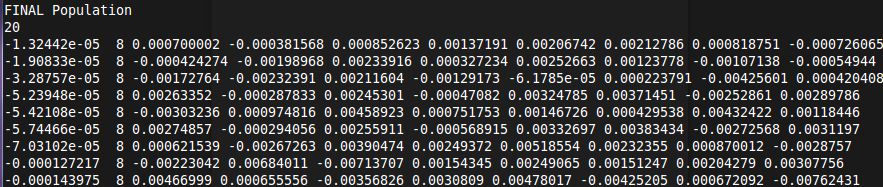 FINAL Population
20
-1.32442e-05  8 0.000700002 -0.000381568 0.000852623 0.00137191 0.00206742 0.00212786 0.000818751 -0.000726065
-1.90833e-05  8 -0.000424274 -0.00198968 0.00233916 0.000327234 0.00252663 0.00123778 -0.00107138 -0.00054944
-3.28757e-05  8 -0.00172764 -0.00232391 0.00211604 -0.00129173 -6.1785e-05 0.000223791 -0.00425601 0.000420408
-5.23948e-05  8 0.00263352 -0.000287833 0.00245301 -0.00047082 0.00324785 0.00371451 -0.00252861 0.00289786
-5.42108e-05  8 -0.00303236 0.000974816 0.00458923 0.000751753 0.00146726 0.000429538 0.00432422 0.00118446
-5.74466e-05  8 0.00274857 -0.000294056 0.00255911 -0.000568915 0.00332697 0.00383434 -0.00272568 0.0031197
-7.03102e-05  8 0.000621539 -0.00267263 0.00390474 0.00249372 0.00518554 0.00232355 0.000870012 -0.0028757
-0.000127217  8 -0.00223042 0.00684011 -0.00713707 0.00154345 0.00249065 0.00151247 0.00204279 0.00307756
-0.000143975  8 0.00466999 0.000655556 -0.00356826 0.0030809 0.00478017 -0.00425205 0.000672092 -0.00762431